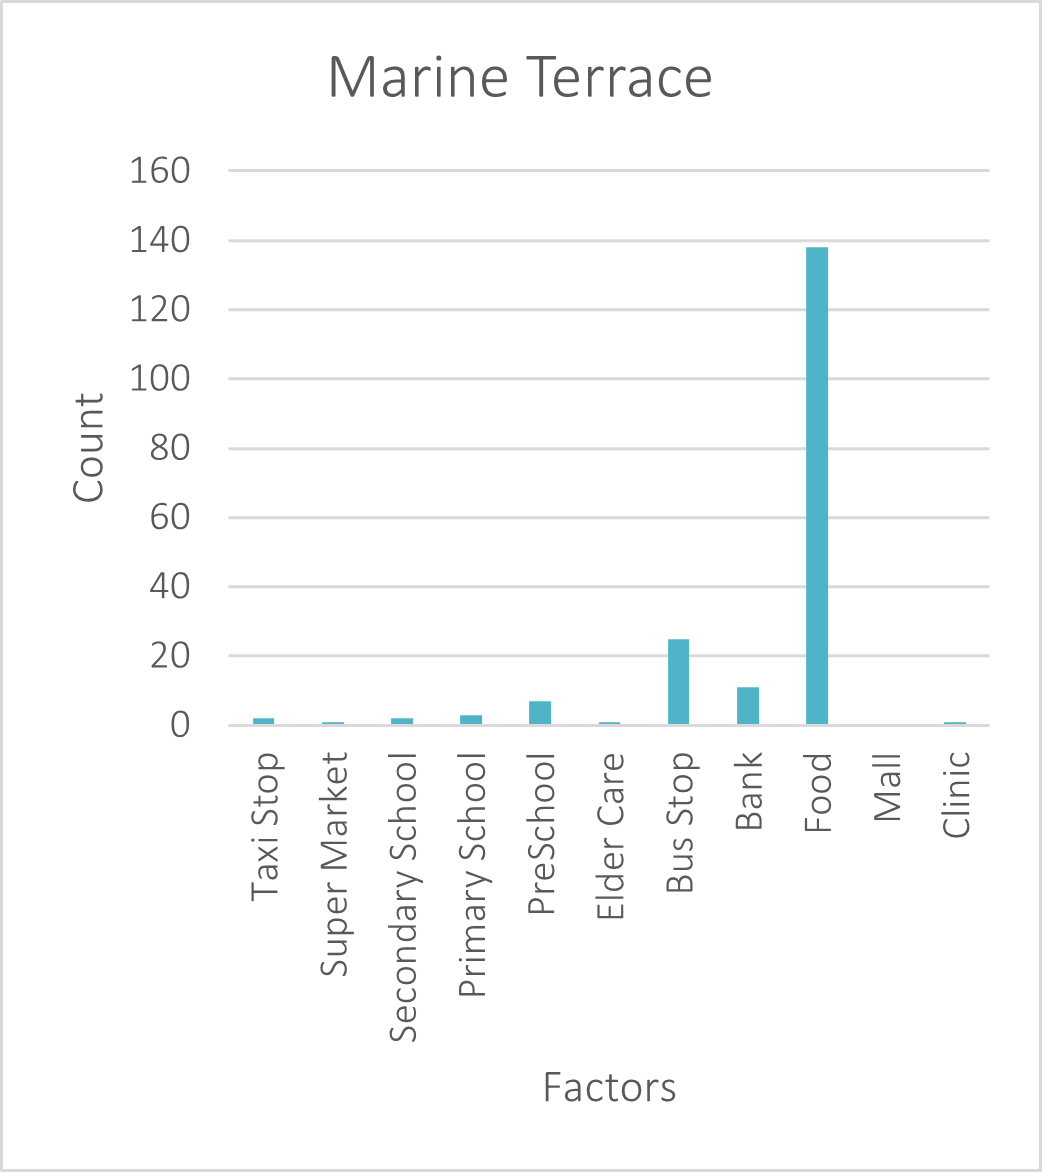 Marine Terrace
160
140
120
100
80
60
40
20
0
Count
Taxi Stop
Super Market
Secondary School
Primary School
PreSchool
Elder Care
Bus Stop
Bank
Food
Mall
Clinic
Factors